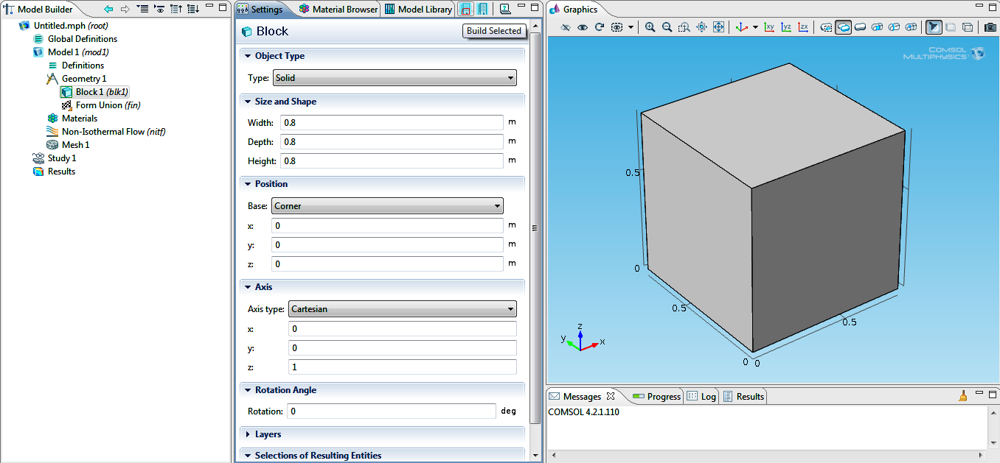 Model Builder
Untitled.mph (root)
Global Definitions
Model 1 (mod1)
Definitions
Geometry 1
Block 1 (blk1)
Form Union (fin)
Materials
Non-Isothermal Flow (nitf)
Mesh 1
Study 1
Results
Settings Material Browser Model Library
Block Build Selected
Object Type
Type: Solid
Size and Shape
Width: 0.8 m
Depth: 0.8 m
Height: 0.8 m
Position
Base: Corner
x: 0 m
y: 0 m
z: 0 m
Axis
Axis type: Cartesian
x: 0
y: 0
z: 1
Rotation Angle
Rotation: 0 deg
Layers
Selections of Resulting Entities
Graphics
xy yz zx
COMSOL
MULTIPHYSICS
0.5
0
0.5
0.5
0 0
z
y x
Messages Progress Log Results
COMSOL 4.2.1.110